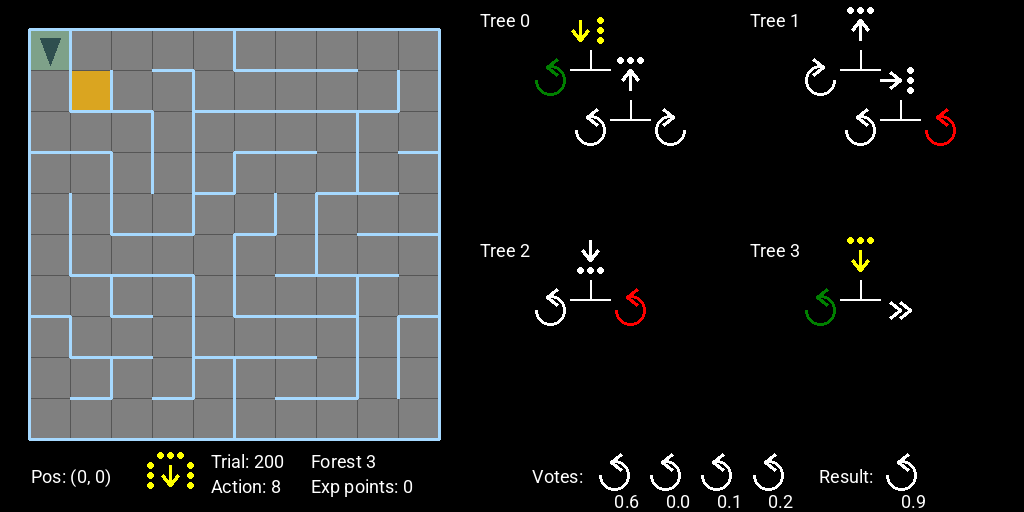 Tree 0
Tree 1
Tree 2
Tree 3
Pos: (0, 0)
Trial: 200
Forest 3
Action: 8
Exp points: 0
Votes:
0.6
0.0
0.1
0.2
Result:
0.9